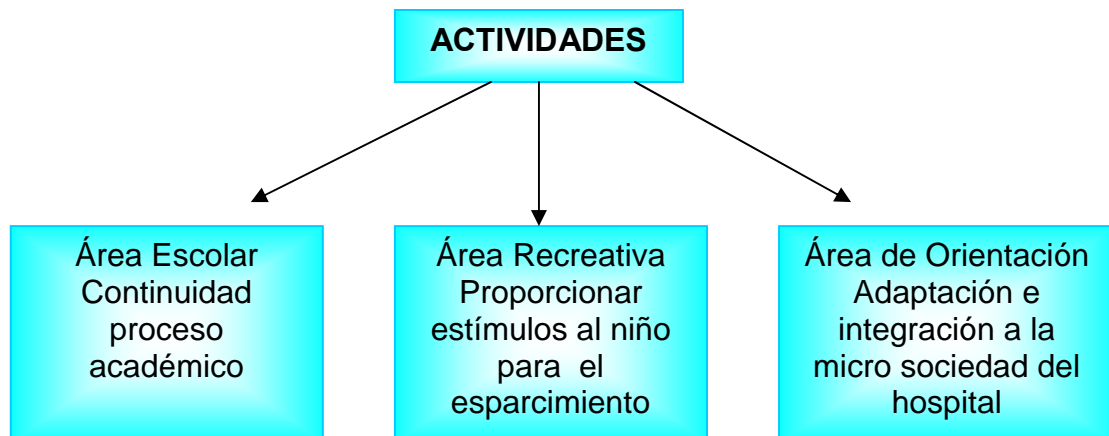 ACTIVIDADES
Área Escolar
Continuidad
proceso
académico
Área Recreativa
Proporcionar
estímulos al niño
para el
esparcimiento
Área de Orientación
Adaptación e
integración a la
micro sociedad del
hospital